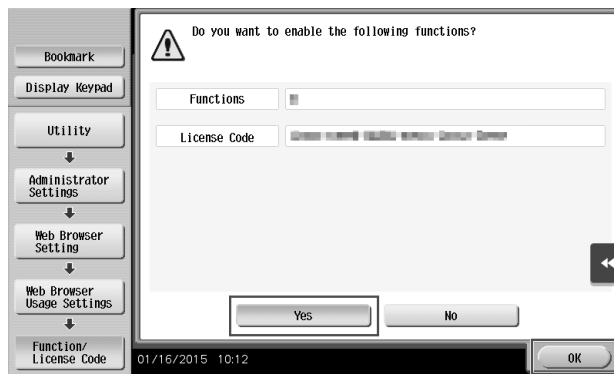 Do you want to enable the following functions?
Bookmark
Display Keypad
Utility
Administrator
Settings
Web Browser
Setting
Web Browser
Usage Settings
Function/
License Code
Functions
License Code
Yes
No
01/16/2015 10:12
OK